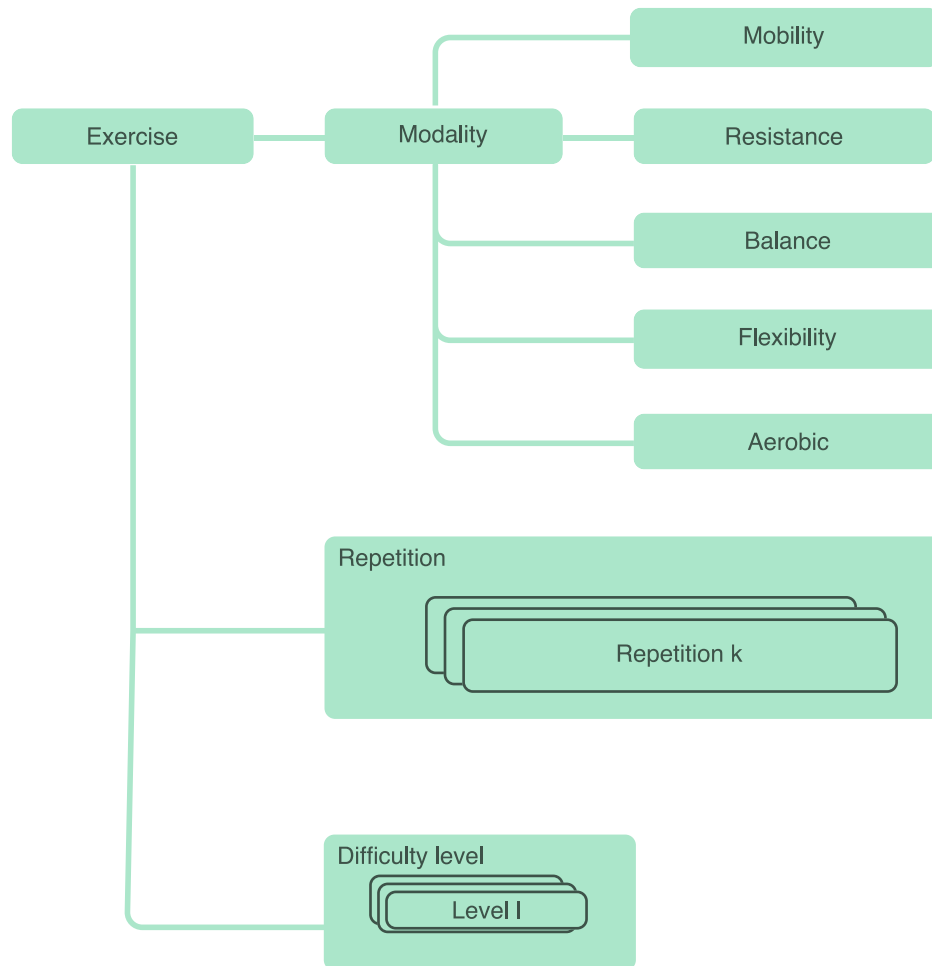 Mobility
Exercise
Modality
Resistance
Balance
Flexibility
Aerobic
Repetition
Repetition k
Difficulty level
Level l